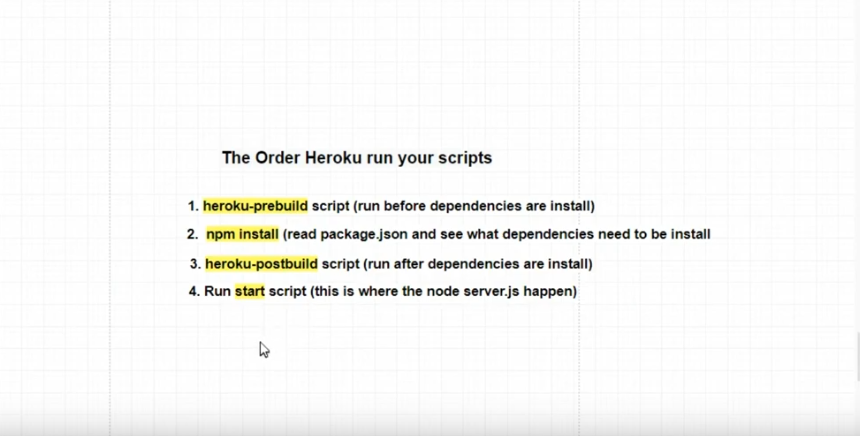 The Order Heroku run your scripts
1. heroku-prebuild script (run before dependencies are install)
2. npm install (read package.json and see what dependencies need to be install
3. heroku-postbuild script (run after dependencies are install)
4. Run start script (this is where the node server.js happen)